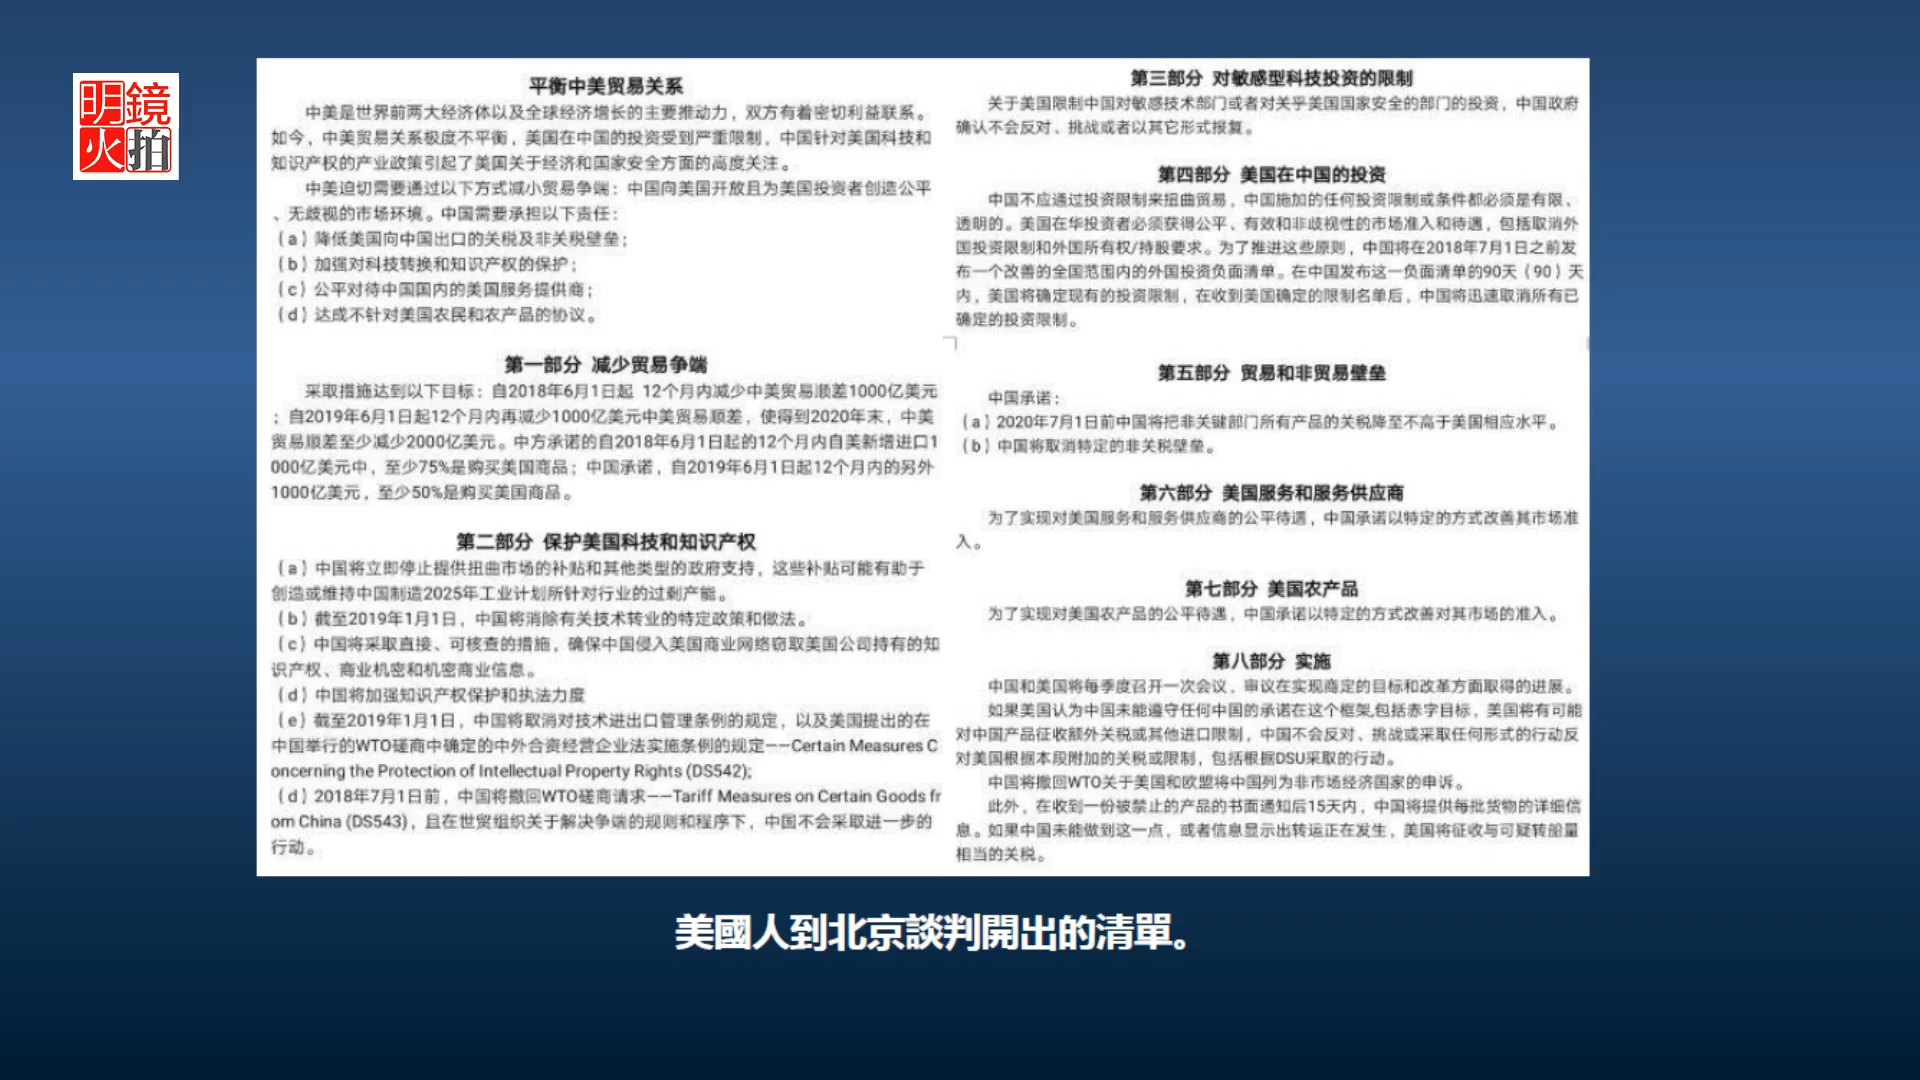 明鏡
火拍
平衡中美贸易关系
中美是世界前两大经济体以及全球经济增长的主要推动力，双方有着密切利益联系。
如今，中美贸易关系极度不平衡，美国在中国的投资受到严重限制，中国针对美国科技和
知识产权的产业政策引起了美国关于经济和国家安全方面的高度关注。
中美迫切需要通过以下方式减小贸易争端：中国向美国开放且为美国投资者创造公平
、无歧视的市场环境。中国需要承担以下责任：
（a）降低美国向中国出口的关税及非关税壁垒；
（b）加强对科技转换和知识产权的保护；
（c）公平对待中国国内的美国服务提供商；
（d）达成不针对美国农民和农产品的协议。
第一部分 减少贸易争端
采取措施达到以下目标：自2018年6月1日起 12个月内减少中美贸易顺差1000亿美元
；自2019年6月1日起12个月内再减少1000亿美元中美贸易顺差，使得到2020年末，中美
贸易顺差至少减少2000亿美元。中方承诺的自2018年6月1日起的12个月内自美新增进口1
000亿美元中，至少75%是购买美国商品；中国承诺，自2019年6月1日起12个月内的另外
1000亿美元，至少50%是购买美国商品。
第二部分 保护美国科技和知识产权
（a）中国将立即停止提供扭曲市场的补贴和其他类型的政府支持，这些补贴可能有助于
创造或维持中国制造2025年工业计划所针对行业的过剩产能。
（b）截至2019年1月1日，中国将消除有关技术转业的特定政策和做法。
（c）中国将采取直接、可核查的措施，确保中国侵入美国商业网络窃取美国公司持有的知
识产权、商业机密和机密商业信息。
（d）中国将加强知识产权保护和执法力度
（e）截至2019年1月1日，中国将取消对技术进出口管理条例的规定，以及美国提出的在
中国举行的WTO磋商中确定的中外合资经营企业法实施条例的规定——Certain Measures C
oncerning the Protection of Intellectual Property Rights (DS542);
（d）2018年7月1日前，中国将撤回WTO磋商请求——Tariff Measures on Certain Goods fr
om China (DS543)，且在世贸组织关于解决争端的规则和程序下，中国不会采取进一步的
行动。
第三部分 对敏感型科技投资的限制
关于美国限制中国对敏感技术部门或者对关乎美国国家安全的部门的投资，中国政府
确认不会反对、挑战或者以其它形式报复。
第四部分 美国在中国的投资
中国不应通过投资限制来扭曲贸易，中国施加的任何投资限制或条件都必须是有限、
透明的。美国在华投资者必须获得公平、有效和非歧视性的市场准入和待遇，包括取消外
国投资限制和外国所有权/持股要求。为了推进这些原则，中国将在2018年7月1日之前发
布一个改善的全国范围内的外国投资负面清单。在中国发布这一负面清单的90天（90）天
内，美国将确定现有的投资限制，在收到美国确定的限制名单后，中国将迅速取消所有已
确定的投资限制。
第五部分 贸易和非贸易壁垒
中国承诺：
（a）2020年7月1日前中国将把非关键部门所有产品的关税降至不高于美国相应水平。
（b）中国将取消特定的非关税壁垒。
第六部分 美国服务和服务供应商
为了实现对美国服务和服务供应商的公平待遇，中国承诺以特定的方式改善其市场准
入。
第七部分 美国农产品
为了实现对美国农产品的公平待遇，中国承诺以特定的方式改善对其市场的准入。
第八部分 实施
中国和美国将每季度召开一次会议，审议在实现商定的目标和改革方面取得的进展。
如果美国认为中国未能遵守任何中国的承诺在这个框架,包括赤字目标，美国将有可能
对中国产品征收额外关税或其他进口限制，中国不会反对、挑战或采取任何形式的行动反
对美国根据本段附加的关税或限制，包括根据DSU采取的行动。
中国将撤回WTO关于美国和欧盟将中国列为非市场经济国家的申诉。
此外，在收到一份被禁止的产品的书面通知后15天内，中国将提供每批货物的详细信
息。如果中国未能做到这一点，或者信息显示出转运正在发生，美国将征收与可疑转船量
相当的关税。
美國人到北京談判開出的清單。